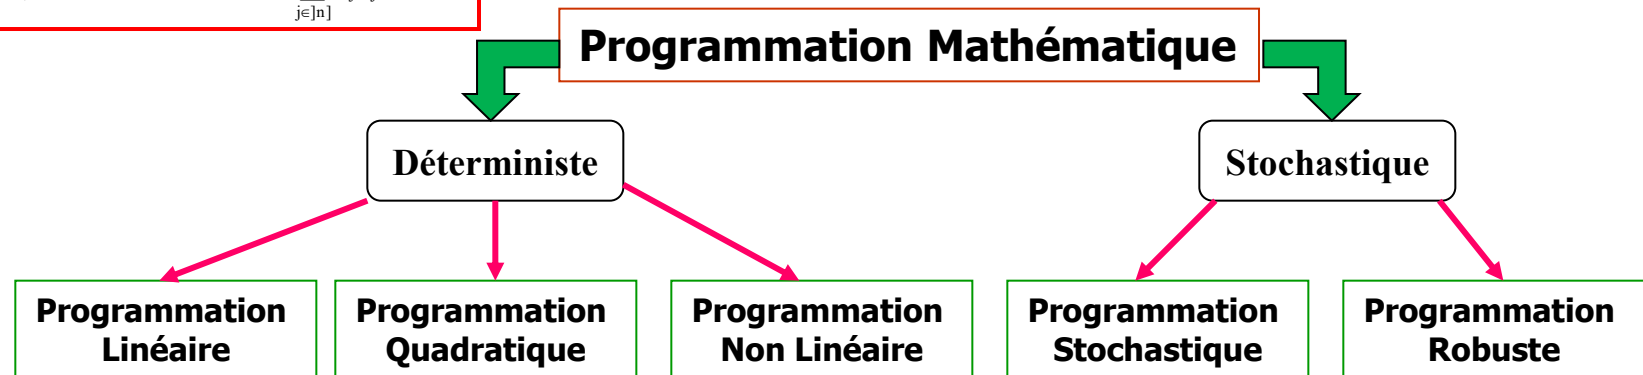 j∈]n]
Programmation Mathématique
Déterministe
Stochastique
Programmation
Linéaire
Programmation
Quadratique
Programmation
Non Linéaire
Programmation
Stochastique
Programmation
Robuste